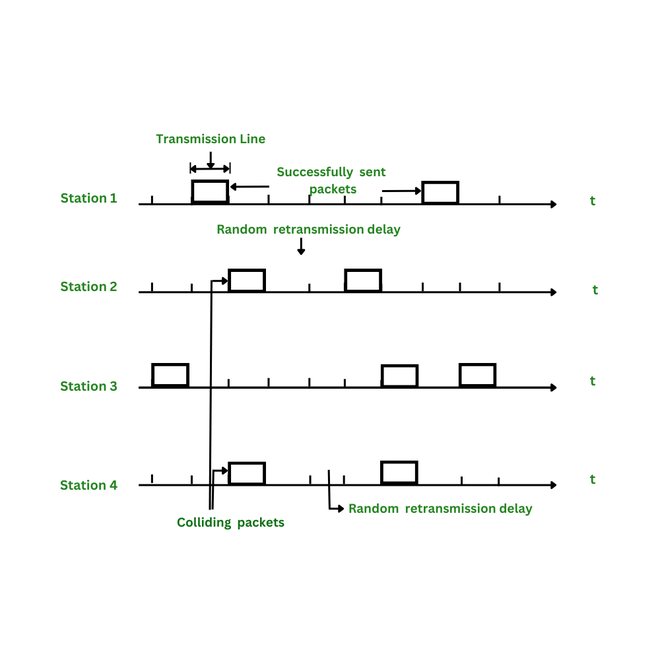 Transmission Line
Successfully sent
packets
Station 1
t
Random retransmission delay
Station 2
t
Station 3
t
Station 4
t
Random retransmission delay
Colliding packets